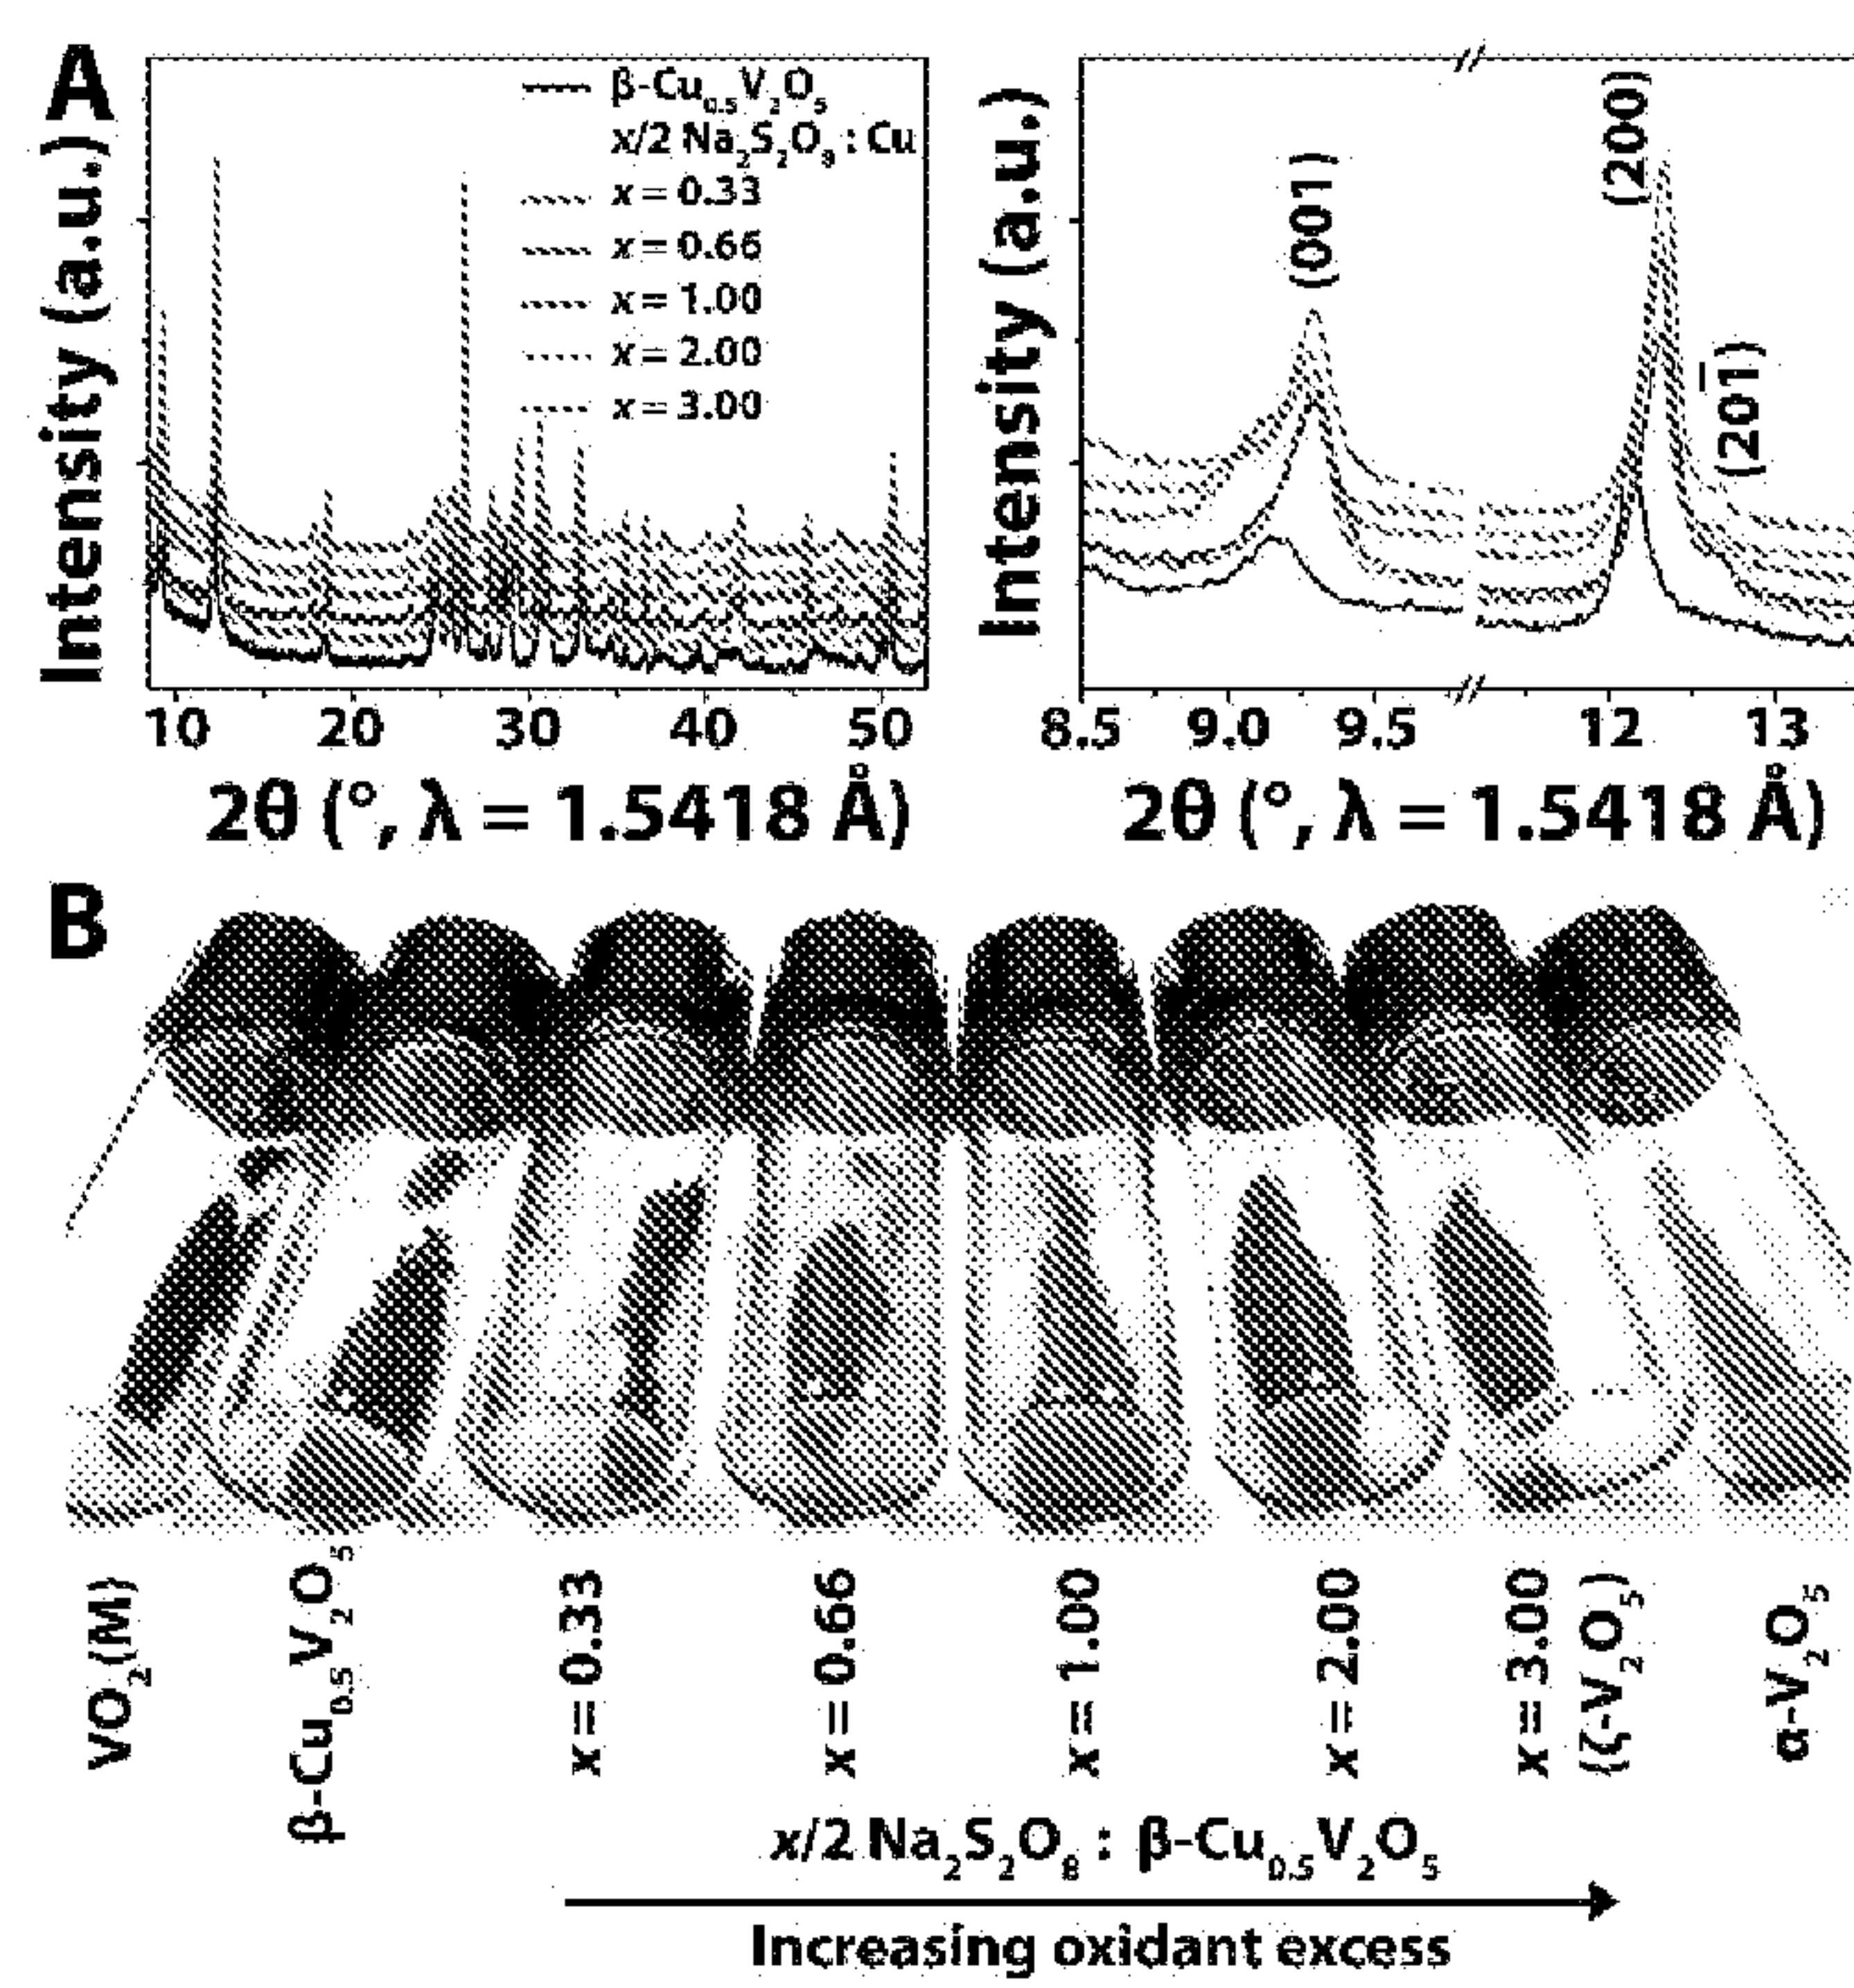 A
Intensity (a.u.)
β-Cu0.5V2O5
x/2 Na2S2O8 : Cu
x = 0.33
x = 0.66
x = 1.00
x = 2.00
x = 3.00
10 20 30 40 50
2θ (°, λ = 1.5418 Å)
Intensity (a.u.)
(001)
(200)
(201̅)
8.5 9.0 9.5 12 13
2θ (°, λ = 1.5418 Å)
B
VO2(M)
β-Cu0.5V2O5
x = 0.33
x = 0.66
x = 1.00
x = 2.00
x = 3.00
(ζ-V2O5)
α-V2O5
x/2 Na2S2O8 : β-Cu0.5V2O5
Increasing oxidant excess